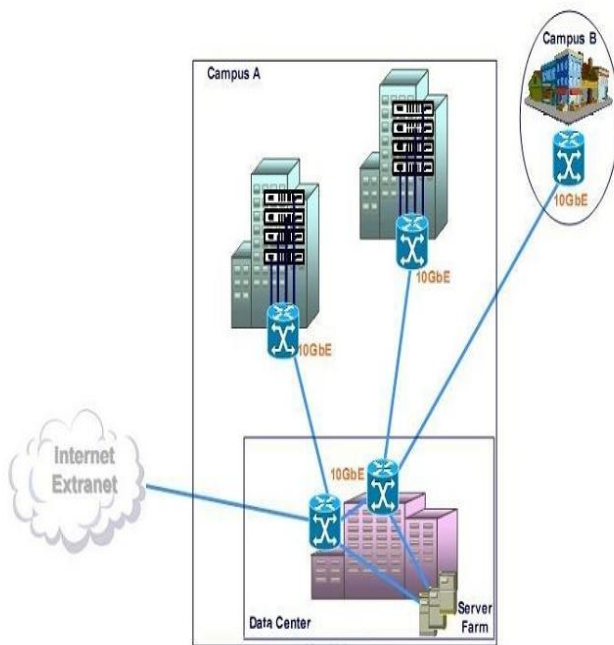 Campus B
Campus A
10GbE
10GbE
10GbE
Internet
Extranet
10GbE
Data Center
Server
Farm